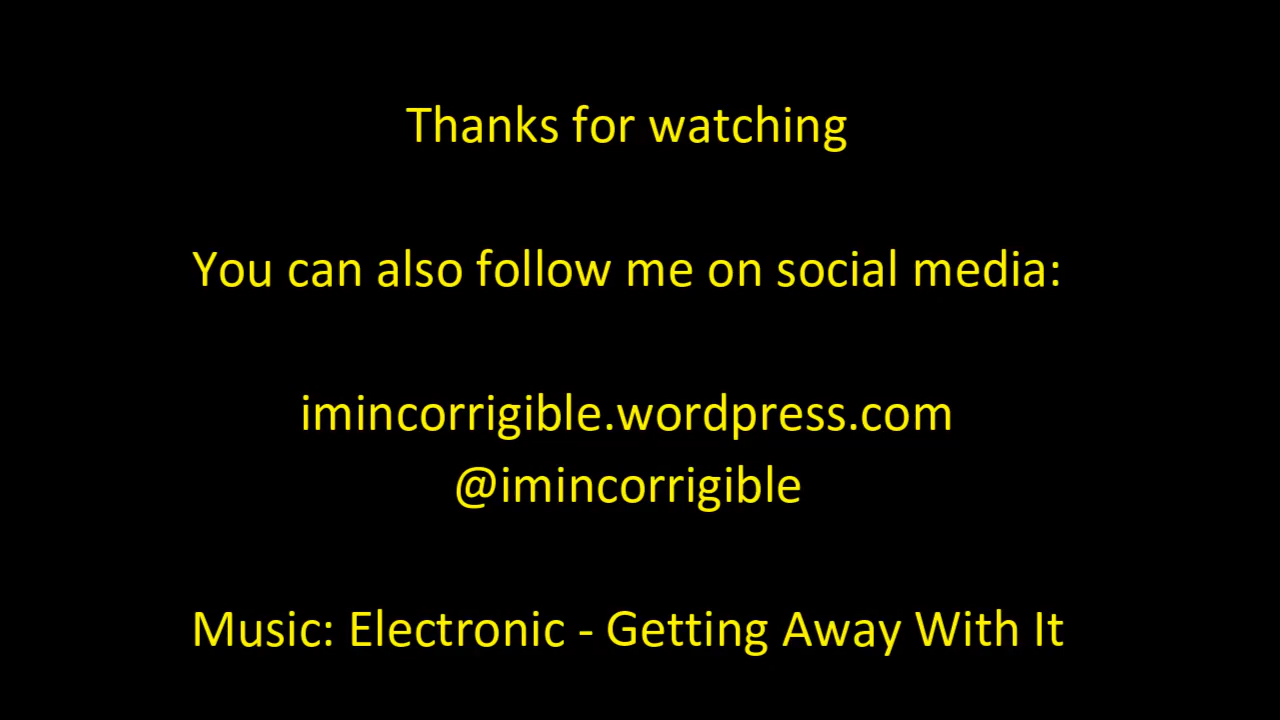 Thanks for watching
You can also follow me on social media:
imincorrigible.wordpress.com
@imincorrigible
Music: Electronic - Getting Away With It